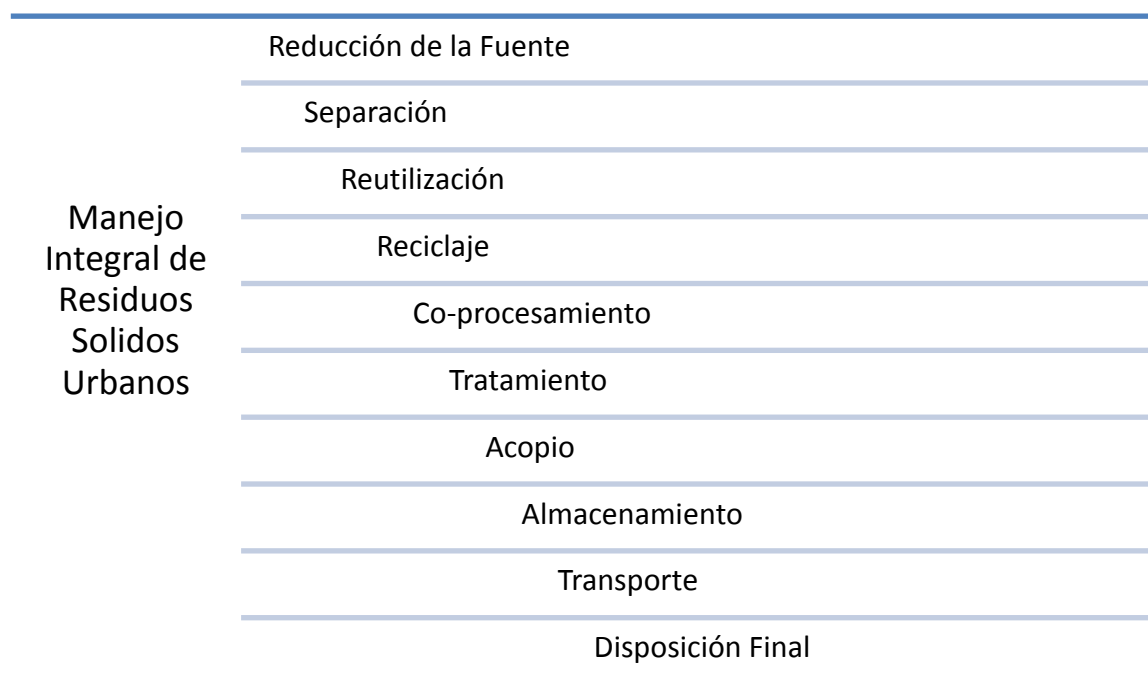 Manejo
Integral de
Residuos
Solidos
Urbanos
Reducción de la Fuente
Separación
Reutilización
Reciclaje
Co-procesamiento
Tratamiento
Acopio
Almacenamiento
Transporte
Disposición Final